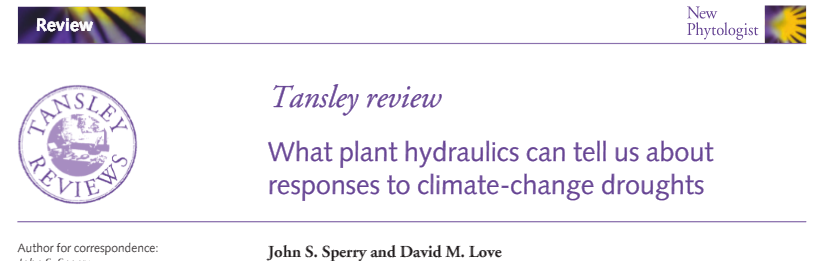 Review
New
Phytologist
TANSLEY
REVIEWS
Tansley review
What plant hydraulics can tell us about
responses to climate-change droughts
Author for correspondence:
John S. Sperry and David M. Love